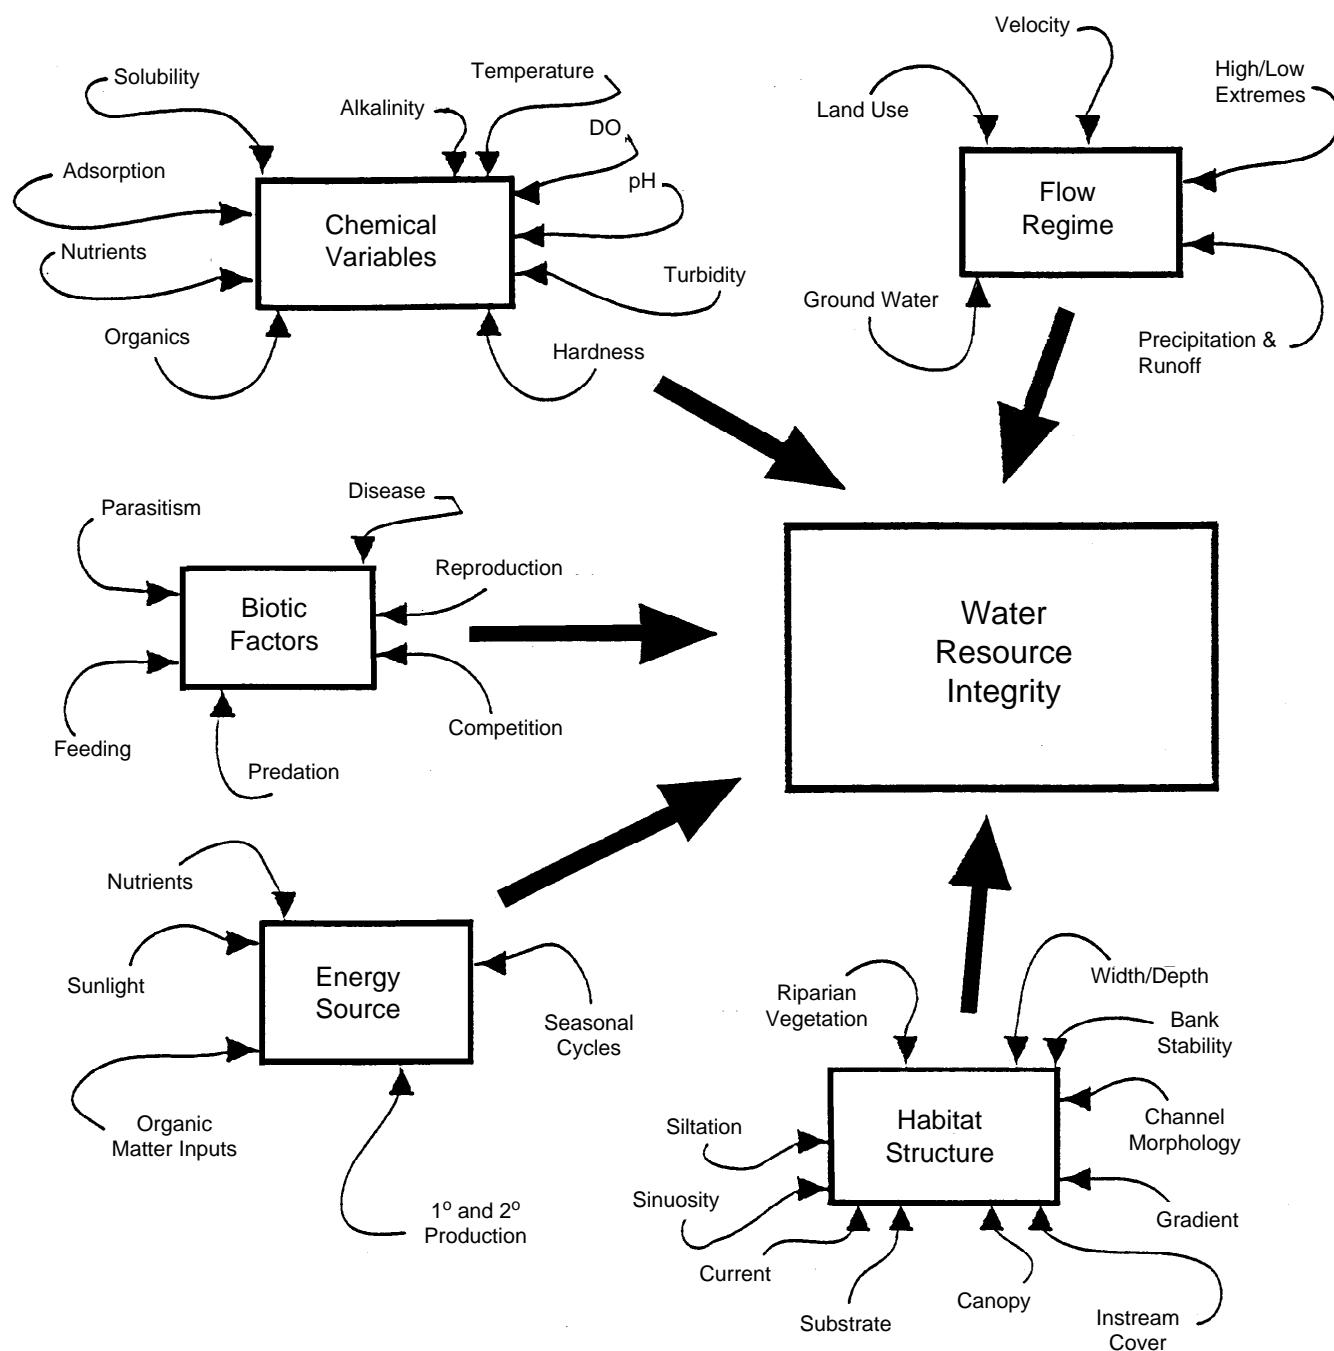 Solubility
Alkalinity
Temperature
DO
pH
Adsorption
Nutrients
Organics
Turbidity
Hardness
Chemical
Variables
Velocity
Land Use
High/Low
Extremes
Flow
Regime
Ground Water
Precipitation &
Runoff
Parasitism
Disease
Reproduction
Biotic
Factors
Feeding
Predation
Competition
Water
Resource
Integrity
Nutrients
Sunlight
Energy
Source
Seasonal
Cycles
Organic
Matter Inputs
1º and 2º
Production
Riparian
Vegetation
Width/Depth
Bank
Stability
Siltation
Habitat
Structure
Channel
Morphology
Sinuosity
Gradient
Current
Substrate
Canopy
Instream
Cover